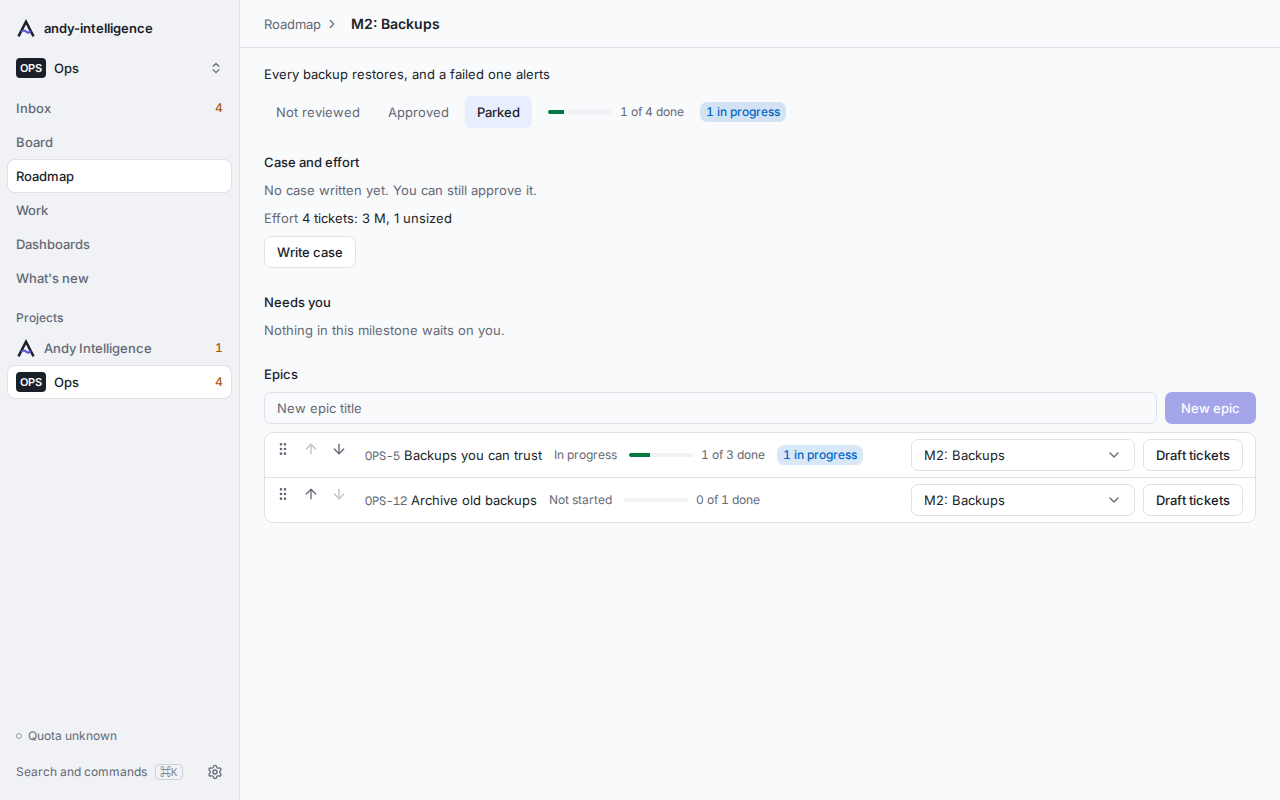 andy-intelligence
OPS Ops
Inbox 4
Board
Roadmap
Work
Dashboards
What's new
Projects
Andy Intelligence 1
OPS Ops 4
Quota unknown
Search and commands ⌘K
Roadmap M2: Backups
Every backup restores, and a failed one alerts
Not reviewed Approved Parked 1 of 4 done 1 in progress
Case and effort
No case written yet. You can still approve it.
Effort 4 tickets: 3 M, 1 unsized
Write case
Needs you
Nothing in this milestone waits on you.
Epics
New epic title New epic
OPS-5 Backups you can trust In progress 1 of 3 done 1 in progress M2: Backups Draft tickets
OPS-12 Archive old backups Not started 0 of 1 done M2: Backups Draft tickets